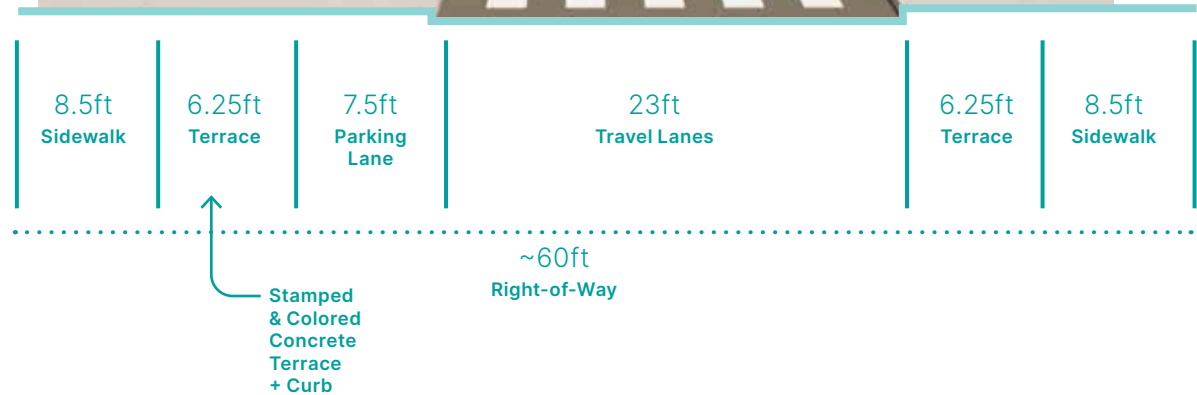 8.5ft
Sidewalk
6.25ft
Terrace
7.5ft
Parking
Lane
23ft
Travel Lanes
6.25ft
Terrace
8.5ft
Sidewalk
~60ft
Right-of-Way
Stamped
& Colored
Concrete
Terrace
+ Curb